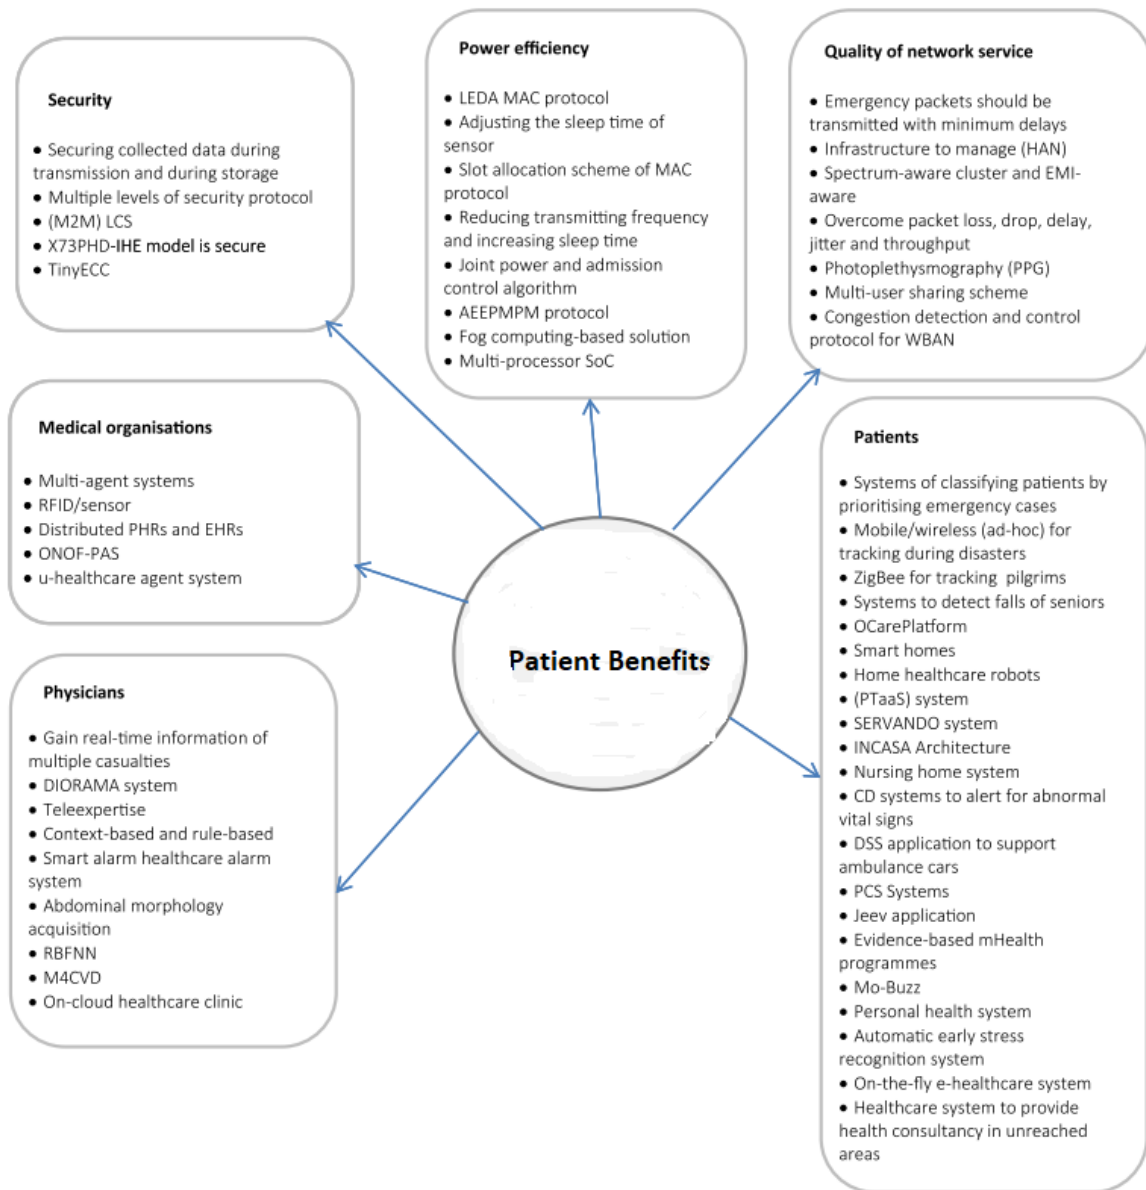 Security
● Securing collected data during
transmission and during storage
● Multiple levels of security protocol
● (M2M) LCS
● X73PHD-IHE model is secure
● TinyECC
Power efficiency
● LEDA MAC protocol
● Adjusting the sleep time of
sensor
● Slot allocation scheme of MAC
protocol
● Reducing transmitting frequency
and increasing sleep time
● Joint power and admission
control algorithm
● AEEPMPM protocol
● Fog computing-based solution
● Multi-processor SoC
Quality of network service
● Emergency packets should be
transmitted with minimum delays
● Infrastructure to manage (HAN)
● Spectrum-aware cluster and EMI-
aware
● Overcome packet loss, drop, delay,
jitter and throughput
● Photoplethysmography (PPG)
● Multi-user sharing scheme
● Congestion detection and control
protocol for WBAN
Medical organisations
● Multi-agent systems
● RFID/sensor
● Distributed PHRs and EHRs
● ONOF-PAS
● u-healthcare agent system
Patient Benefits
Physicians
● Gain real-time information of
multiple casualties
● DIORAMA system
● Teleexpertise
● Context-based and rule-based
● Smart alarm healthcare alarm
system
● Abdominal morphology
acquisition
● RBFNN
● M4CVD
● On-cloud healthcare clinic
Patients
● Systems of classifying patients by
prioritising emergency cases
● Mobile/wireless (ad-hoc) for
tracking during disasters
● ZigBee for tracking pilgrims
● Systems to detect falls of seniors
● OCarePlatform
● Smart homes
● Home healthcare robots
● (PTaaS) system
● SERVANDO system
● INCASA Architecture
● Nursing home system
● CD systems to alert for abnormal
vital signs
● DSS application to support
ambulance cars
● PCS Systems
● Jeev application
● Evidence-based mHealth
programmes
● Mo-Buzz
● Personal health system
● Automatic early stress
recognition system
● On-the-fly e-healthcare system
● Healthcare system to provide
health consultancy in unreached
areas